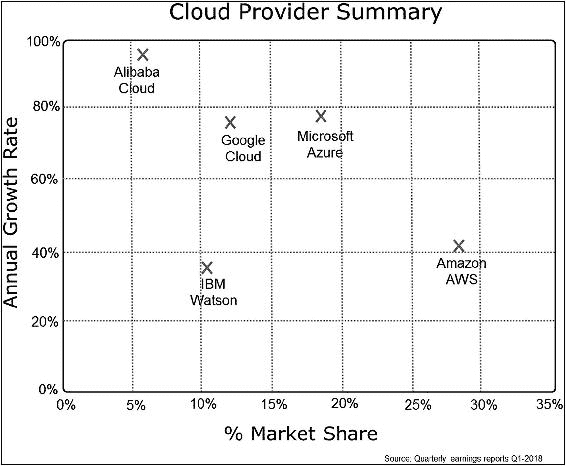 Cloud Provider Summary
100%
80%
60%
40%
20%
0%
Annual Growth Rate
Alibaba
Cloud
Google
Cloud
Microsoft
Azure
IBM
Watson
Amazon
AWS
0%
5%
10%
15%
20%
25%
30%
35%
% Market Share
Source; Quarterly earnings reports Q1-2018